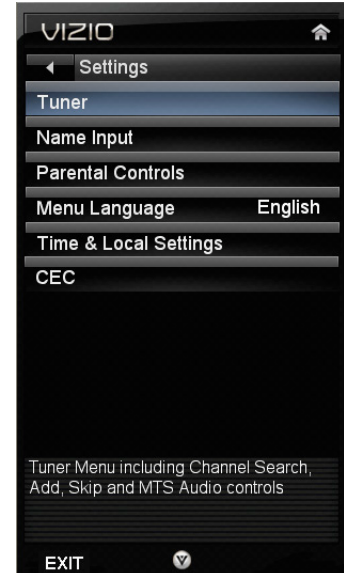 VIZIO
Settings
Tuner
Name Input
Parental Controls
Menu Language English
Time & Local Settings
CEC
Tuner Menu including Channel Search,
Add, Skip and MTS Audio controls
EXIT